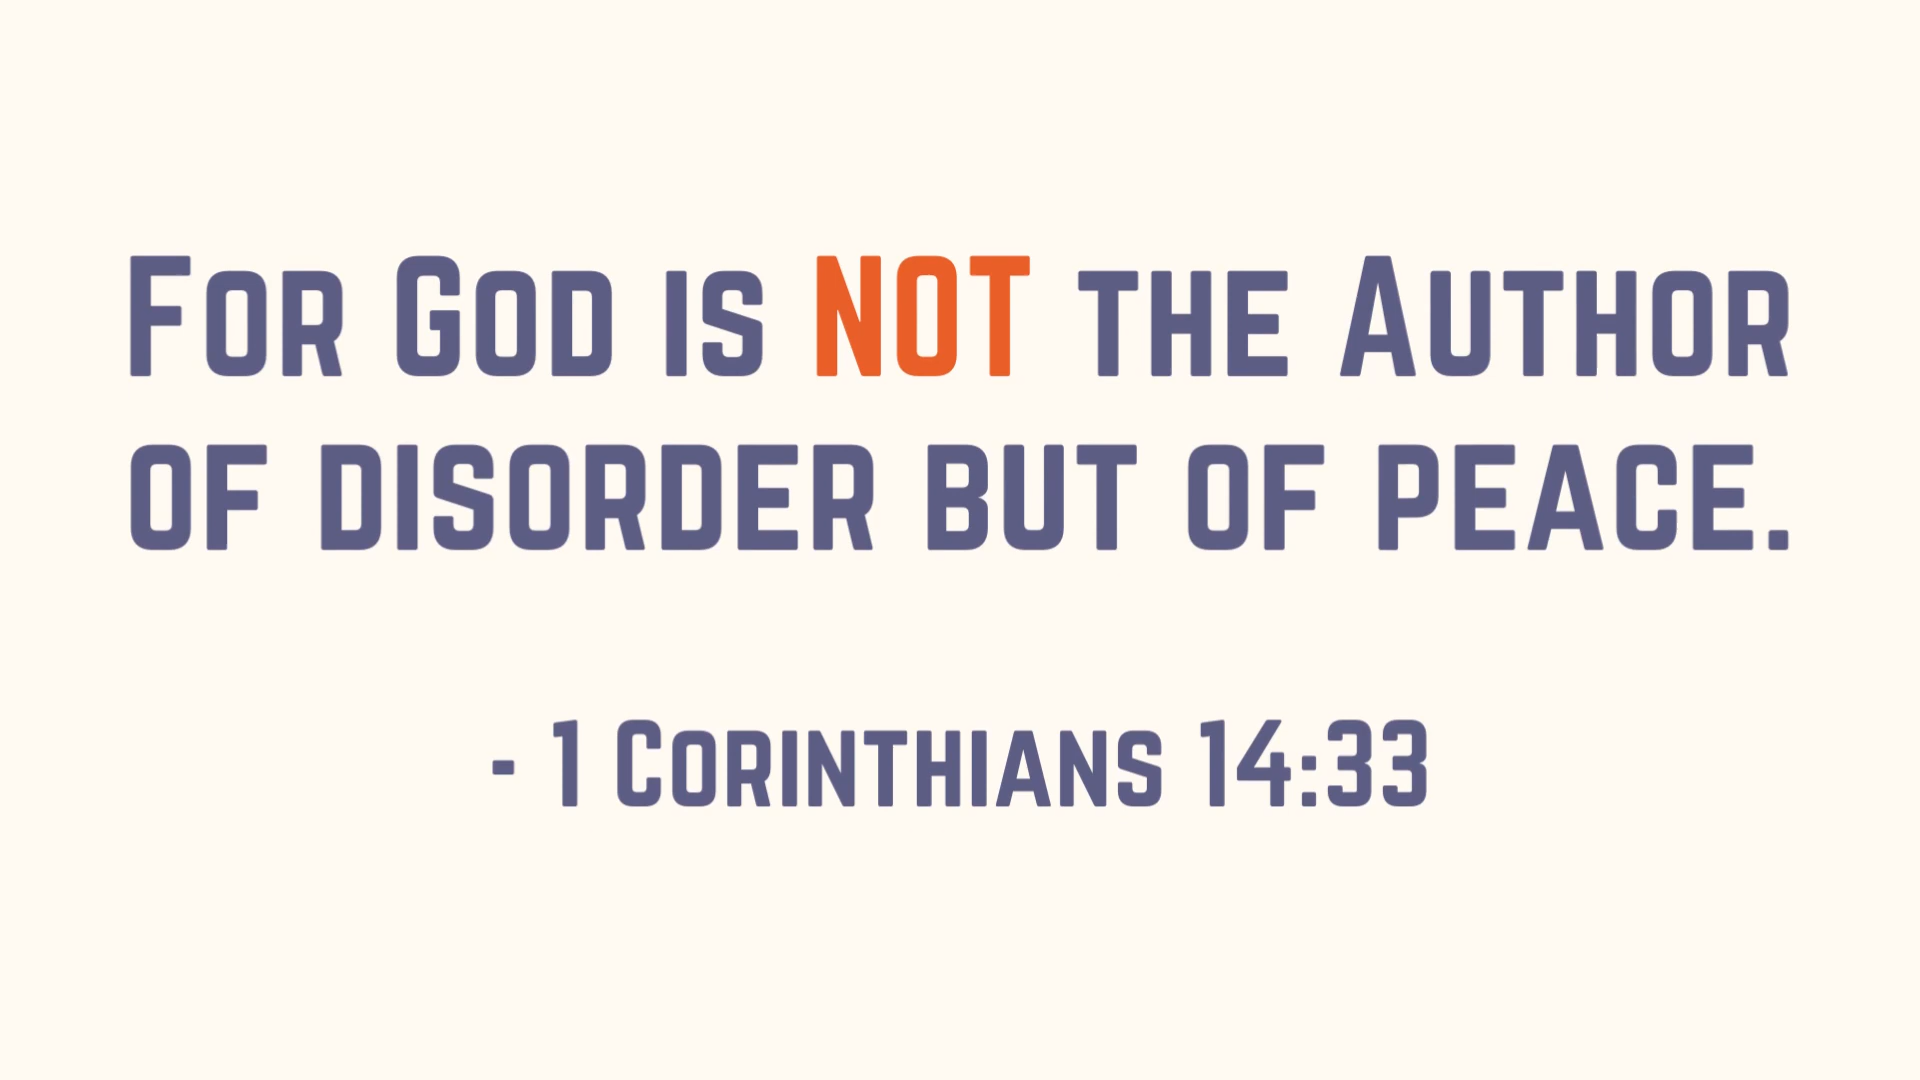 For God is NOT the Author
of disorder but of peace.
- 1 Corinthians 14:33